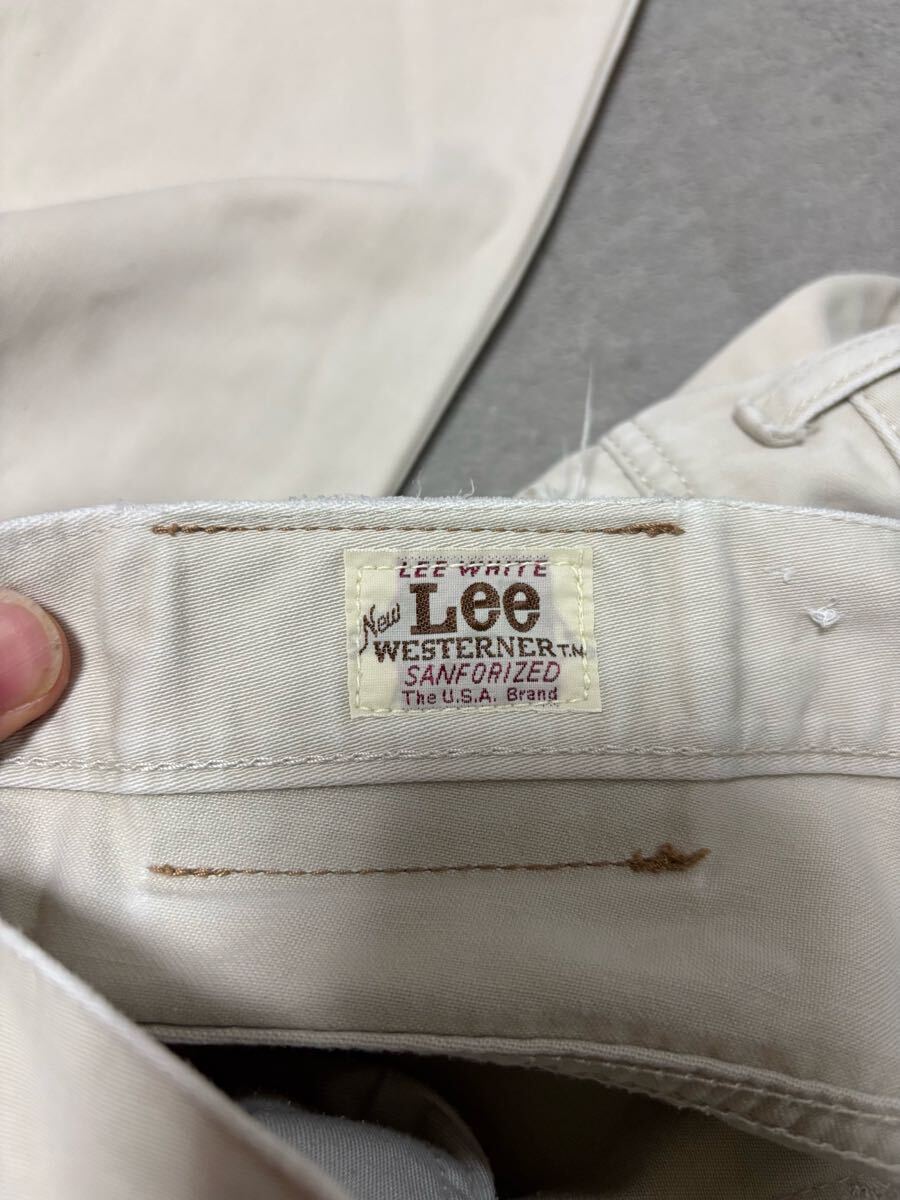 LEE WHITE
New Lee
WESTERNER T.M
SANFORIZED
The U.S.A. Brand